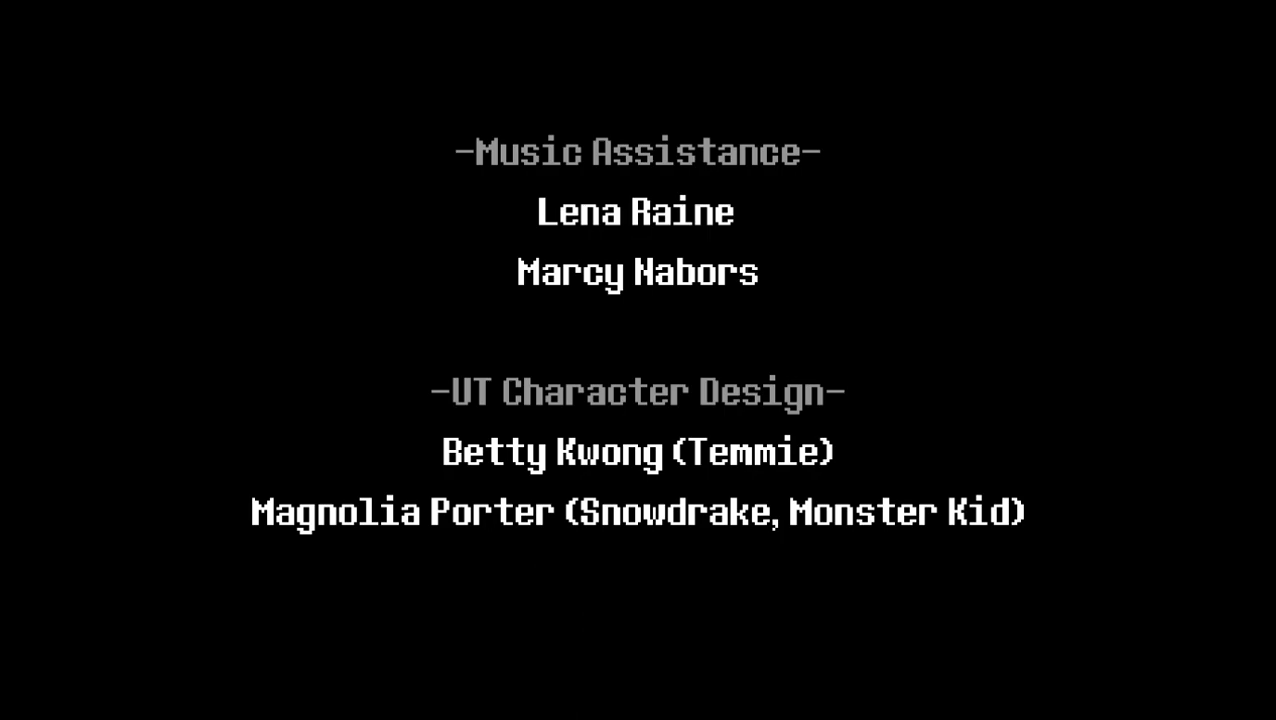 -Music Assistance-
Lena Raine
Marcy Nabors
-UT Character Design-
Betty Kwong (Temmie)
Magnolia Porter (Snowdrake, Monster Kid)